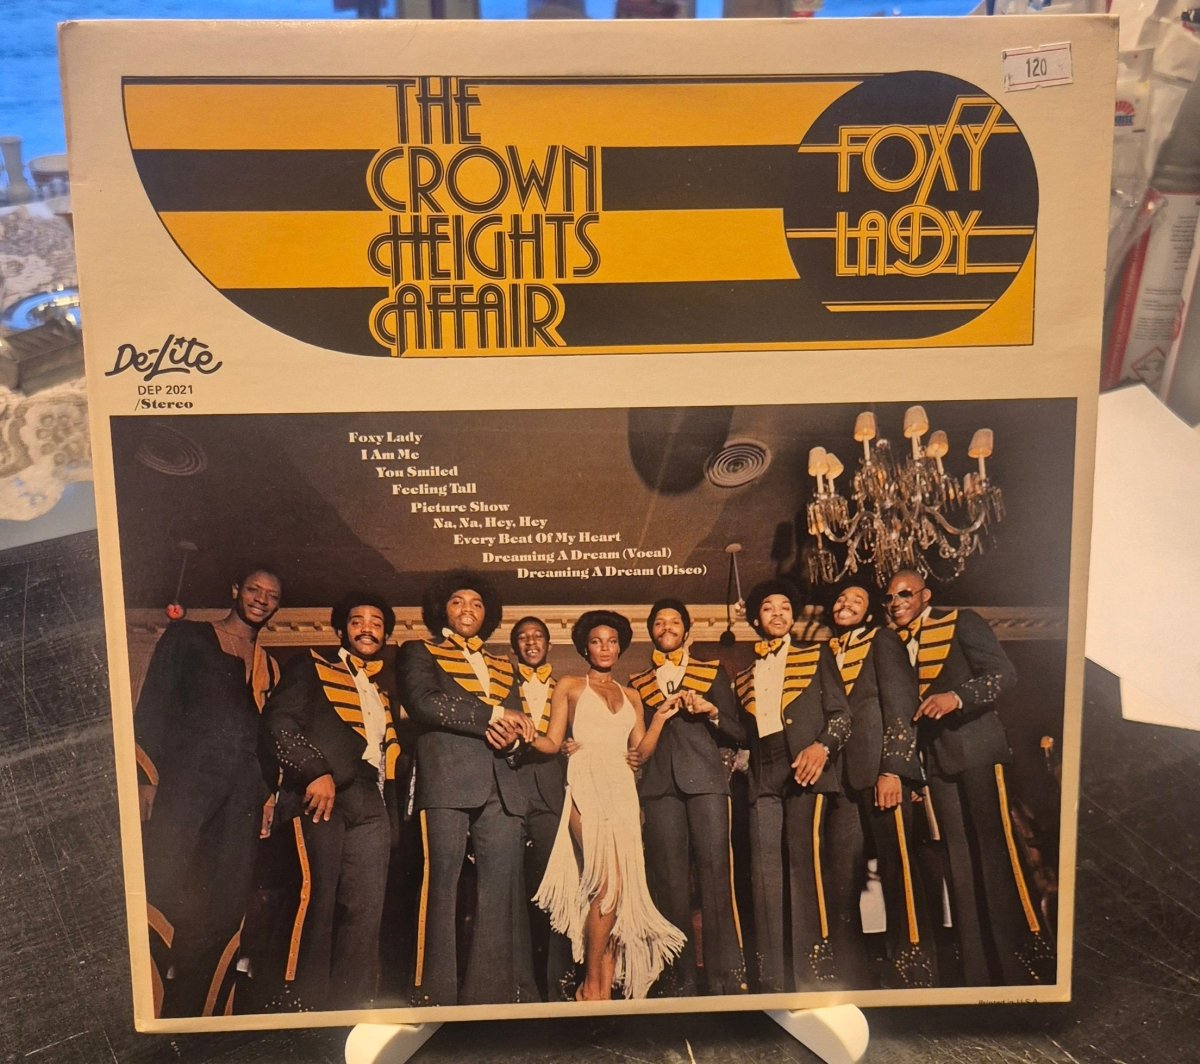 120
THE
CROWN
HEIGHTS
AFFAIR
FOXY
LADY
De-Lite
DEP 2021
/Stereo
Foxy Lady
I Am Me
You Smiled
Feeling Tall
Picture Show
Na, Na, Hey, Hey
Every Beat Of My Heart
Dreaming A Dream (Vocal)
Dreaming A Dream (Disco)
Printed in U.S.A.